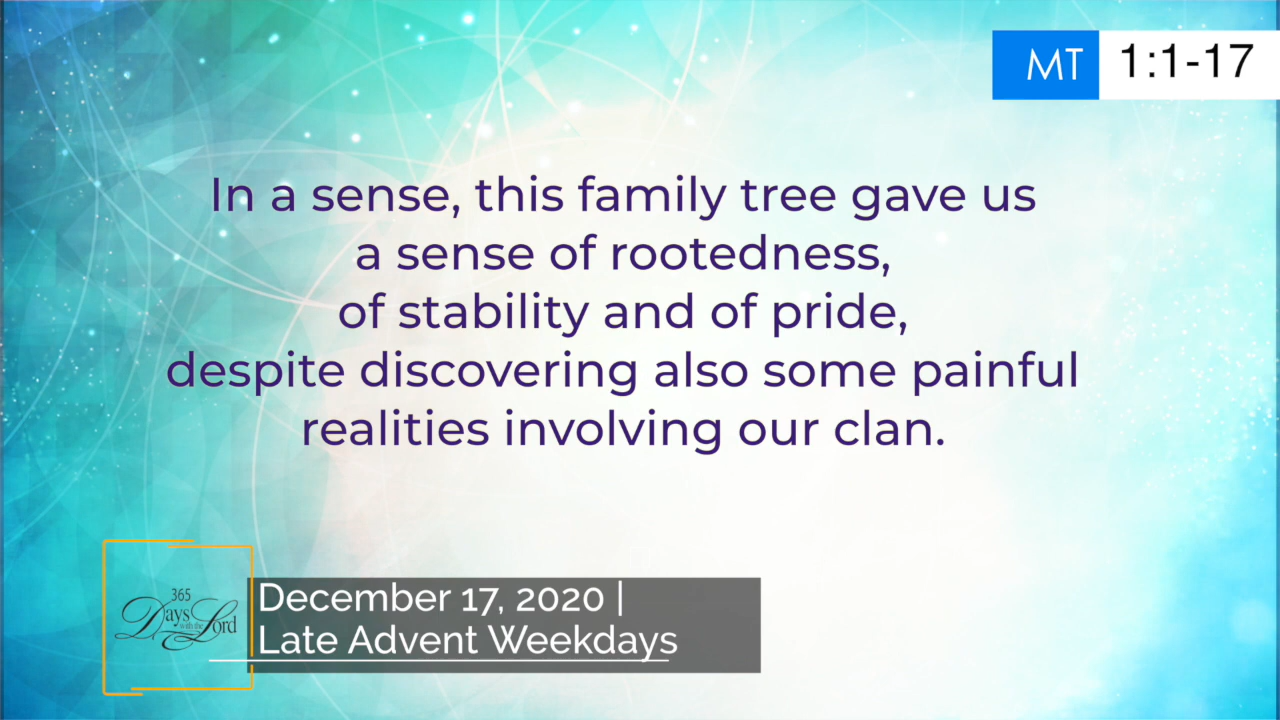 MT 1:1-17
In a sense, this family tree gave us
a sense of rootedness,
of stability and of pride,
despite discovering also some painful
realities involving our clan.
365
Days with the Lord
December 17, 2020 |
Late Advent Weekdays